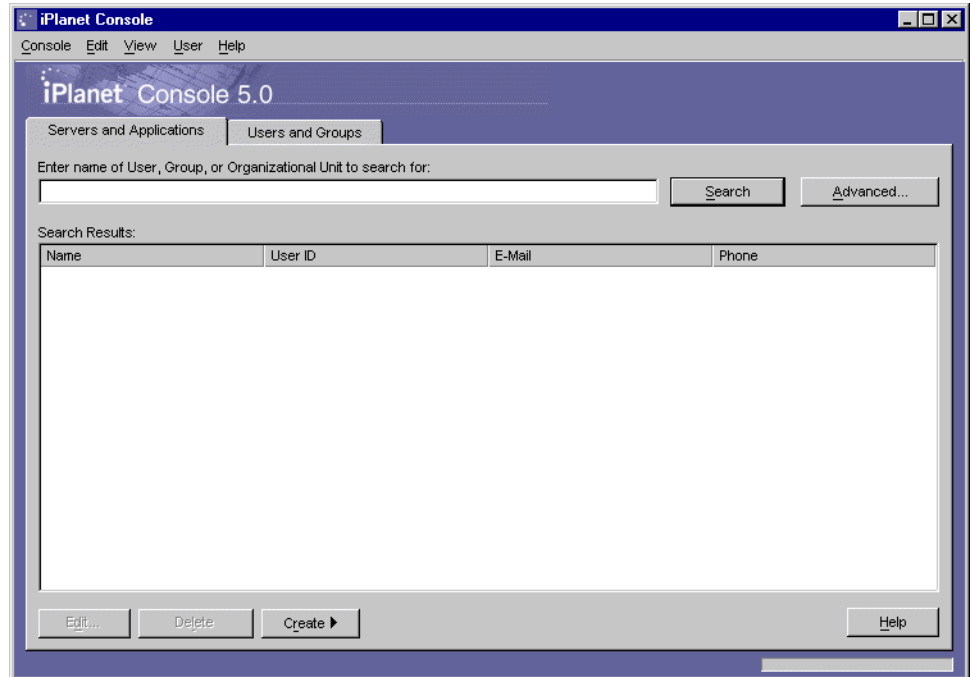 iPlanet Console
Console Edit View User Help
iPlanet Console 5.0
Servers and Applications Users and Groups
Enter name of User, Group, or Organizational Unit to search for:
Search Advanced...
Search Results:
Name User ID E-Mail Phone
Edit... Delete Create Help